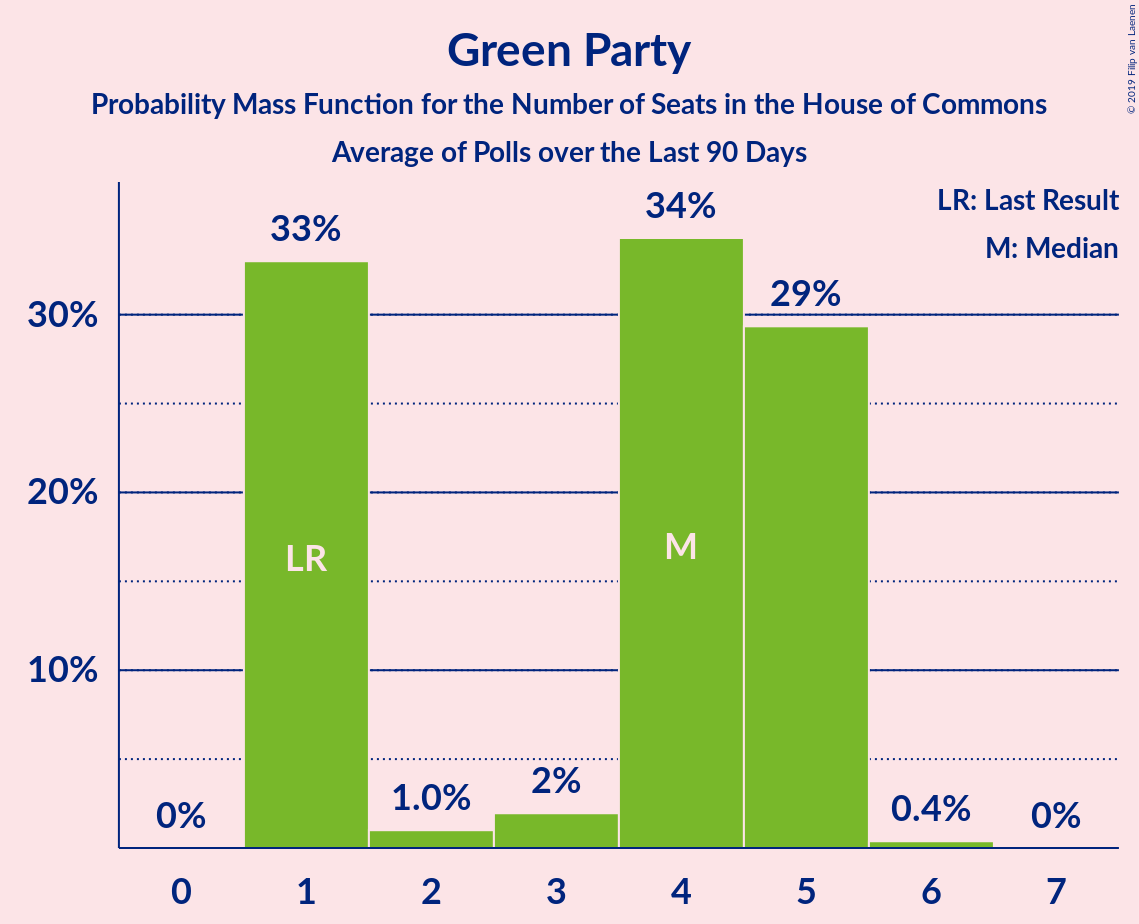 Green Party
Probability Mass Function for the Number of Seats in the House of Commons
Average of Polls over the Last 90 Days
© 2019 Filip van Laenen
LR: Last Result
M: Median
30%
20%
10%
0%
33%
1.0%
2%
34%
29%
0.4%
0%
LR
M
0 1 2 3 4 5 6 7